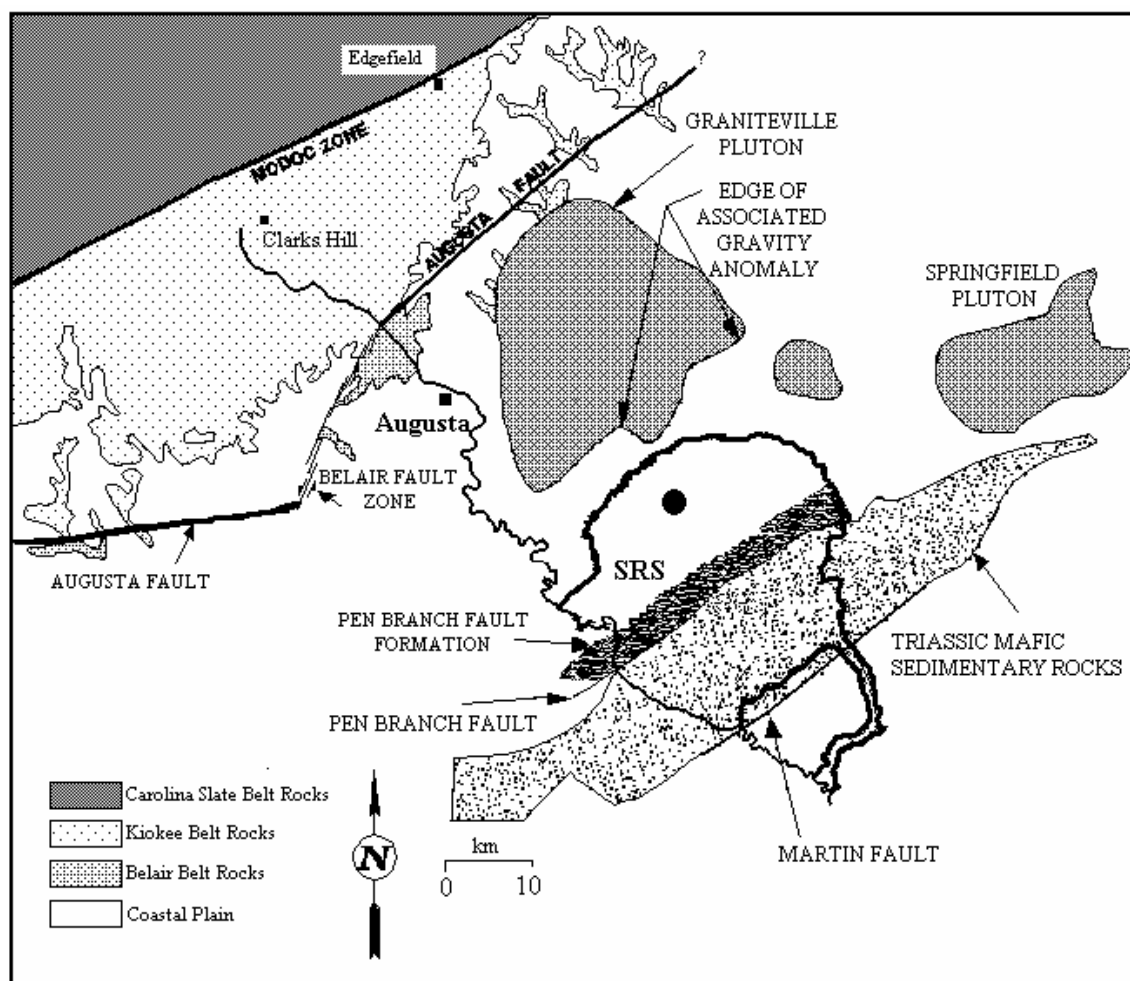 Edgefield
?
MODOC ZONE
GRANITEVILLE
PLUTON
AUGUSTA FAULT
EDGE OF
ASSOCIATED
GRAVITY
ANOMALY
Clarks Hill
SPRINGFIELD
PLUTON
Augusta
BELAIR FAULT
ZONE
AUGUSTA FAULT
SRS
PEN BRANCH FAULT
FORMATION
TRIASSIC MAFIC
SEDIMENTARY ROCKS
PEN BRANCH FAULT
MARTIN FAULT
Carolina Slate Belt Rocks
Kiokee Belt Rocks
Belair Belt Rocks
Coastal Plain
N
km
0 10